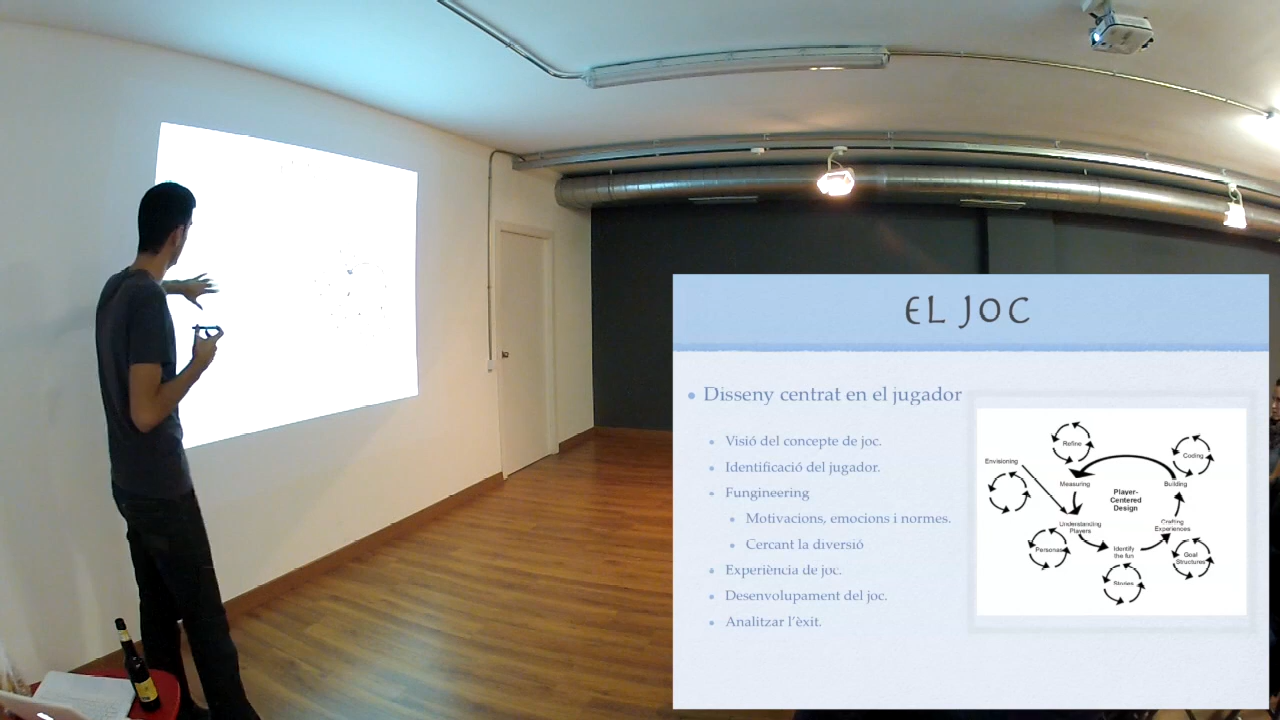 EL JOC
• Disseny centrat en el jugador
• Visió del concepte de joc.
• Identificació del jugador.
• Fungineering
• Motivacions, emocions i normes.
• Cercant la diversió
• Experiència de joc.
• Desenvolupament del joc.
• Analitzar l'èxit.
Refine
Coding
Envisioning
Measuring
Building
Player-
Centered
Design
Understanding
Players
Crafting
Experiences
Personas
Identify
the fun
Goal
Structures
Stories